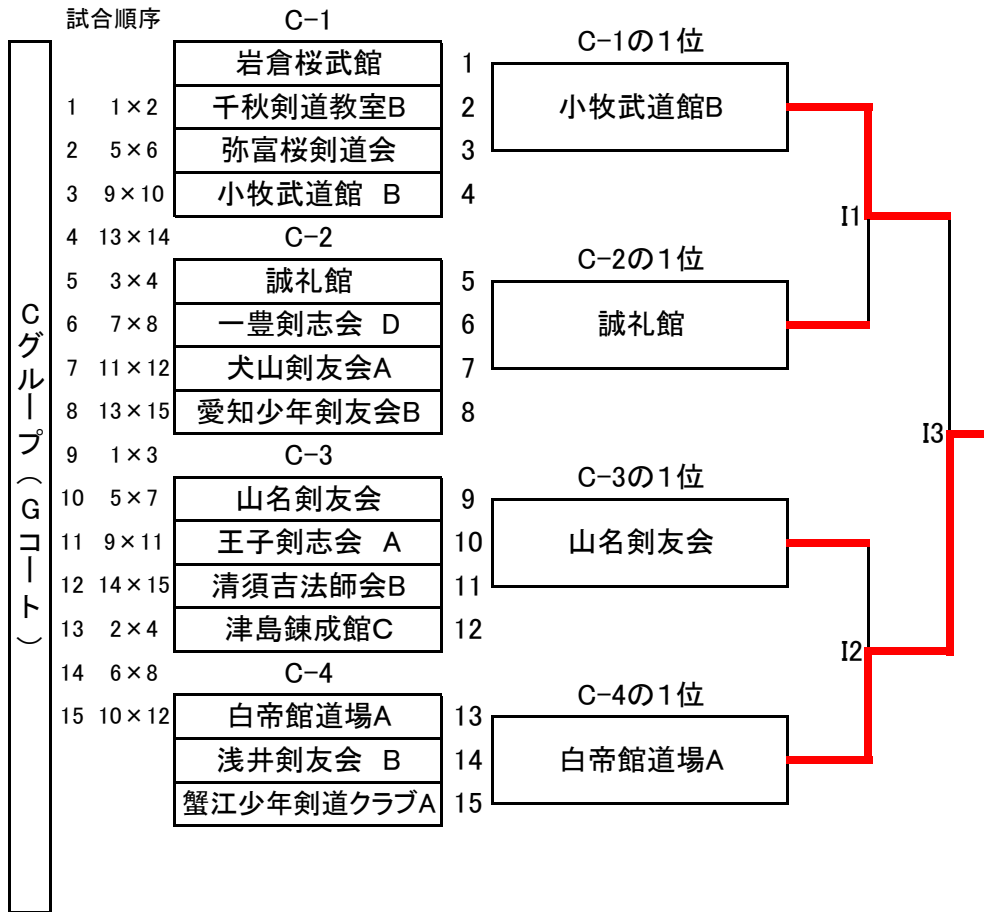 試合順序 C-1
岩倉桜武館 1 C-1の1位
1 1×2 千秋剣道教室B 2 小牧武道館B
2 5×6 弥富桜剣道会 3
3 9×10 小牧武道館 B 4
I1
4 13×14 C-2
C-2の1位
5 3×4 誠礼館 5
6 7×8 一豊剣志会 D 6 誠礼館
7 11×12 犬山剣友会A 7
8 13×15 愛知少年剣友会B 8
I3
9 1×3 C-3
C-3の1位
10 5×7 山名剣友会 9
11 9×11 王子剣志会 A 10 山名剣友会
12 14×15 清須吉法師会B 11
13 2×4 津島錬成館C 12
I2
14 6×8 C-4
C-4の1位
15 10×12 白帝館道場A 13
浅井剣友会 B 14 白帝館道場A
蟹江少年剣道クラブA 15
Cグループ(Gコート)